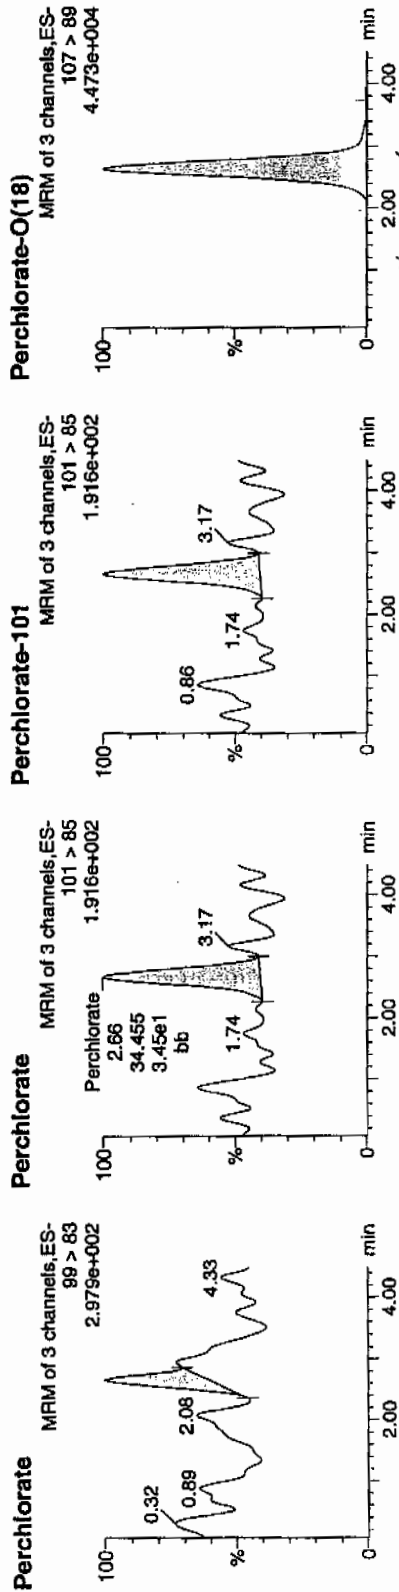 Perchlorate
MRM of 3 channels,ES-
99 > 83
2.979e+002
100
%
0
0.32
0.89
2.08
4.33
2.00
4.00
min
Perchlorate
MRM of 3 channels,ES-
101 > 85
1.916e+002
100
%
0
Perchlorate
2.66
34.455
3.45e1
bb
1.74
3.17
2.00
4.00
min
Perchlorate-101
MRM of 3 channels,ES-
101 > 85
1.916e+002
100
%
0
0.86
1.74
3.17
2.00
4.00
min
Perchlorate-O(18)
MRM of 3 channels,ES-
107 > 89
4.473e+004
100
%
0
2.00
4.00
min